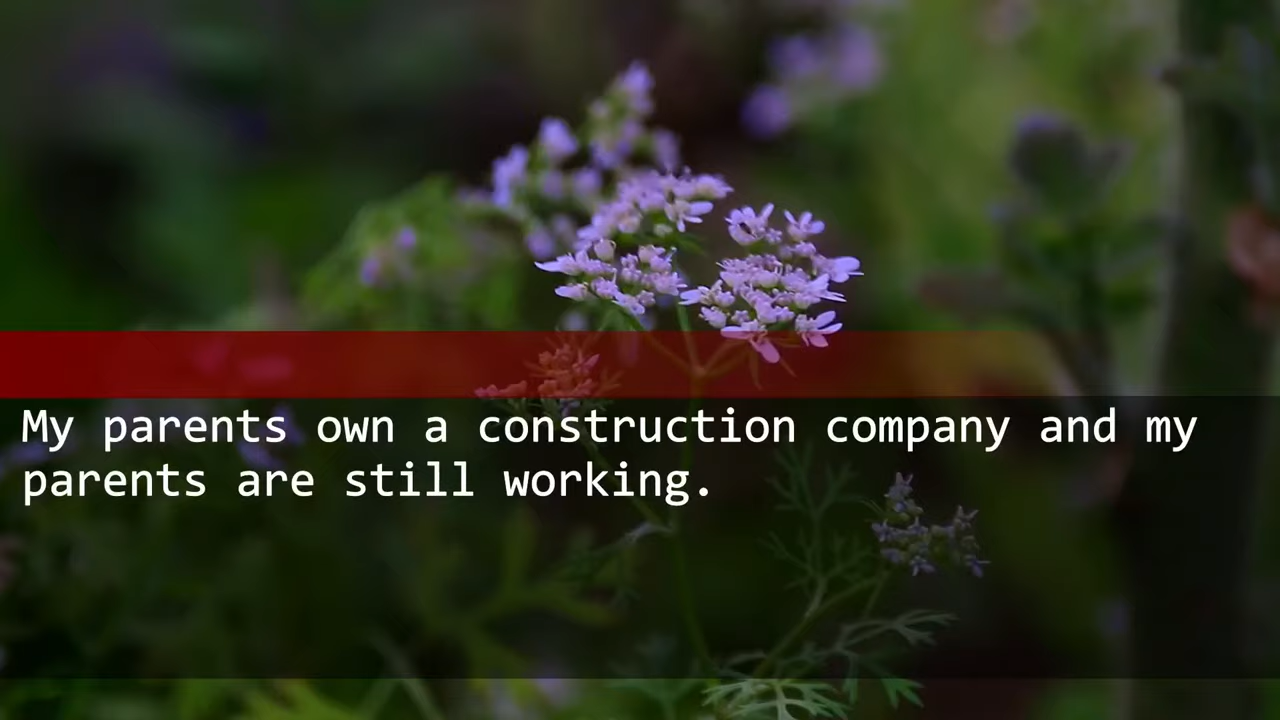 My parents own a construction company and my
parents are still working.